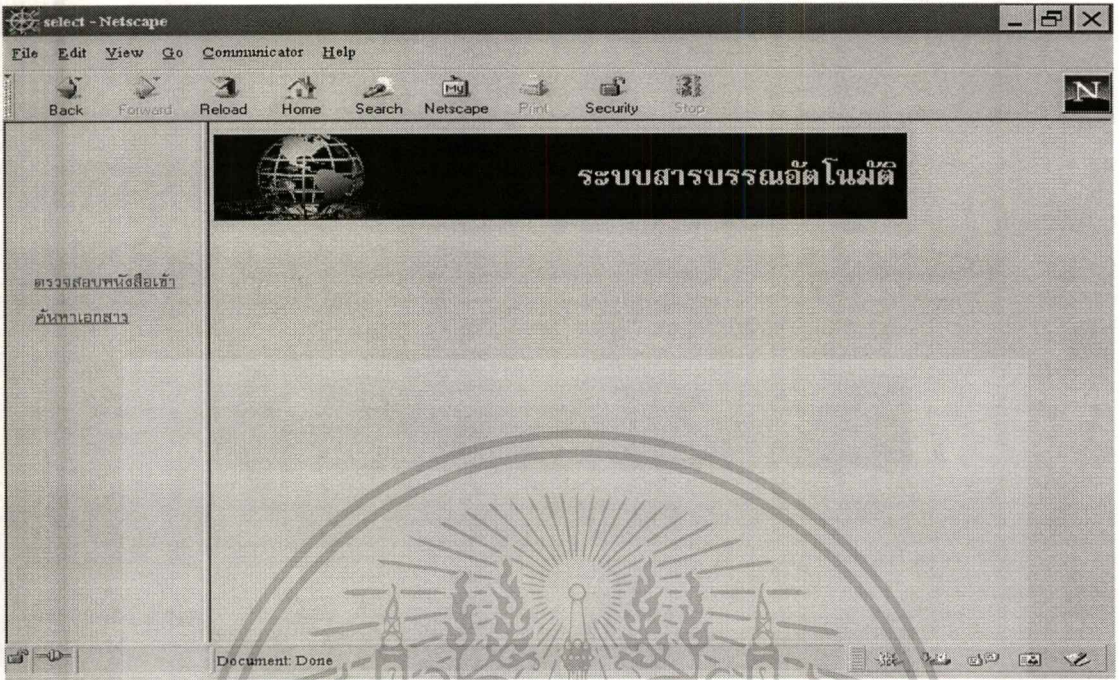 select - Netscape
File Edit View Go Communicator Help
Back Forward Reload Home Search Netscape Print Security Stop
My
N
ระบบสารบรรณอัตโนมัติ
ตรวจสอบหนังสือเข้า
ค้นหาเอกสาร
Document: Done